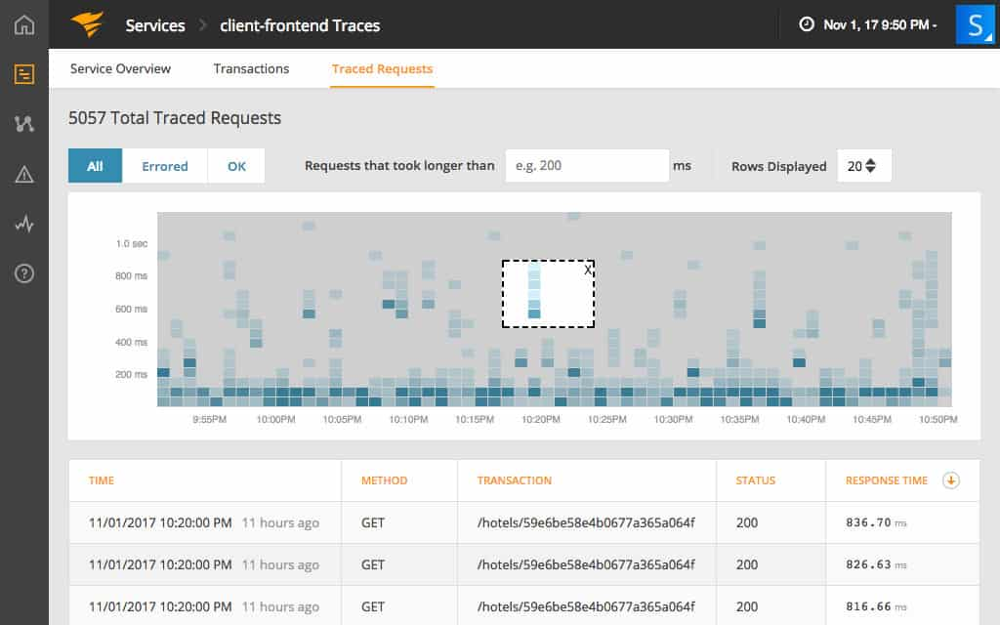 Services > client-frontend Traces
Nov 1, 17 9:50 PM -
S
Service Overview Transactions Traced Requests
5057 Total Traced Requests
All Errored OK Requests that took longer than e.g. 200 ms Rows Displayed 20
1.0 sec
800 ms
600 ms
400 ms
200 ms
X
9:55PM 10:00PM 10:05PM 10:10PM 10:15PM 10:20PM 10:25PM 10:30PM 10:35PM 10:40PM 10:45PM 10:50PM
TIME METHOD TRANSACTION STATUS RESPONSE TIME
11/01/2017 10:20:00 PM 11 hours ago GET /hotels/59e6be58e4b0677a365a064f 200 836.70 ms
11/01/2017 10:20:00 PM 11 hours ago GET /hotels/59e6be58e4b0677a365a064f 200 826.63 ms
11/01/2017 10:20:00 PM 11 hours ago GET /hotels/59e6be58e4b0677a365a064f 200 816.66 ms